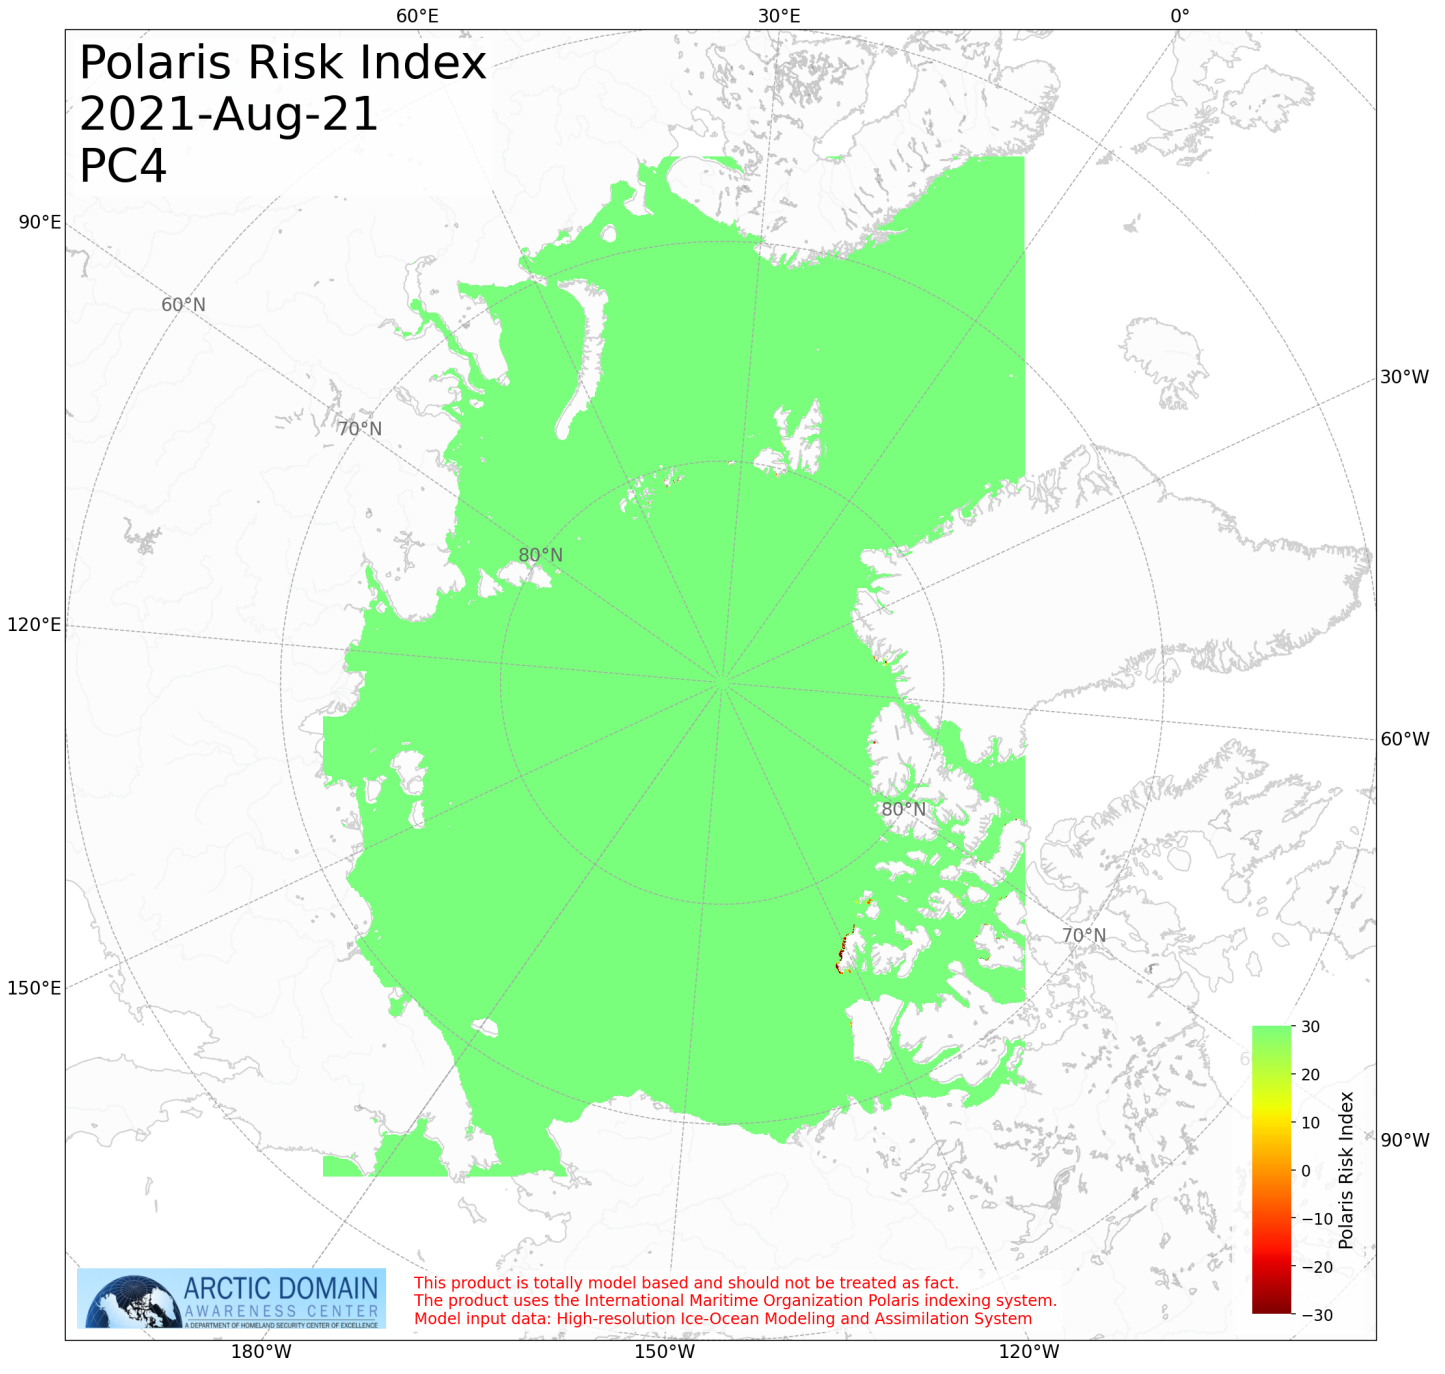 60°E 30°E 0°
Polaris Risk Index
2021-Aug-21
PC4
90°E
60°N
30°W
70°N
80°N
120°E
60°W
80°N
70°N
150°E
30
20
10
0
−10
−20
−30
Polaris Risk Index
90°W
ARCTIC DOMAIN
AWARENESS CENTER
A DEPARTMENT OF HOMELAND SECURITY CENTER OF EXCELLENCE
This product is totally model based and should not be treated as fact.
The product uses the International Maritime Organization Polaris indexing system.
Model input data: High-resolution Ice-Ocean Modeling and Assimilation System
180°W 150°W 120°W